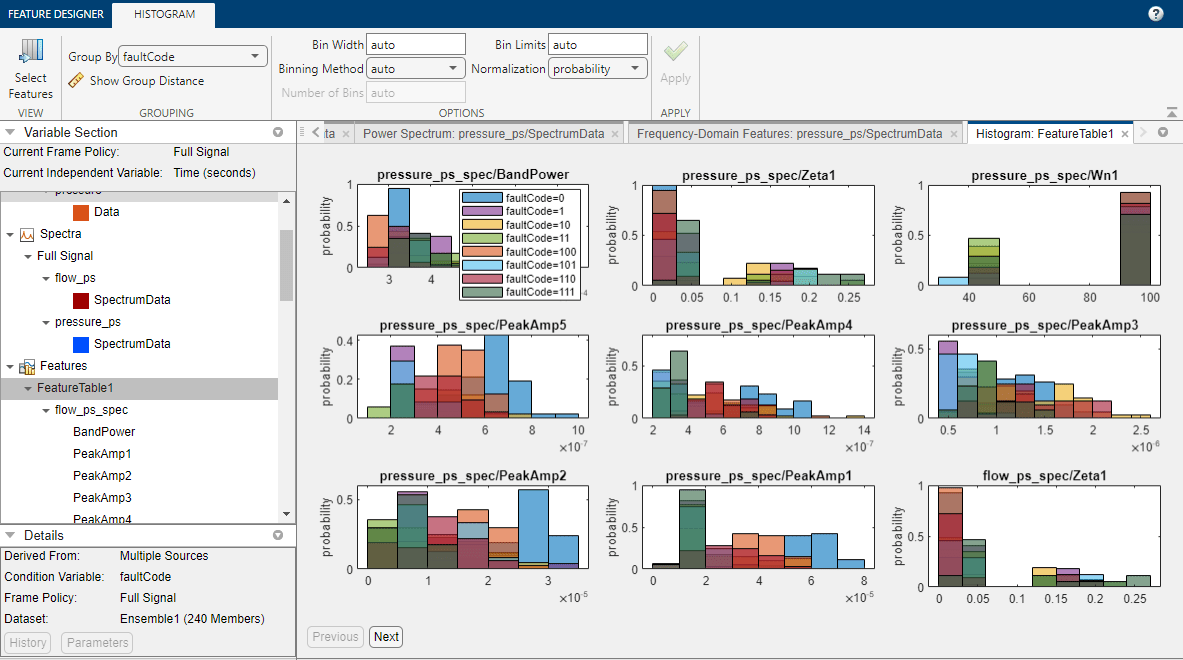 FEATURE DESIGNER HISTOGRAM ?
Select
Features
VIEW
Group By faultCode
Show Group Distance
GROUPING
Bin Width auto Bin Limits auto
Binning Method auto Normalization probability
Number of Bins auto
OPTIONS
Apply
APPLY
Variable Section
Current Frame Policy: Full Signal
Current Independent Variable: Time (seconds)
pressure
Data
Spectra
Full Signal
flow_ps
SpectrumData
pressure_ps
SpectrumData
Features
FeatureTable1
flow_ps_spec
BandPower
PeakAmp1
PeakAmp2
PeakAmp3
PeakAmp4
Details
Derived From: Multiple Sources
Condition Variable: faultCode
Frame Policy: Full Signal
Dataset: Ensemble1 (240 Members)
History Parameters
ta × Power Spectrum: pressure_ps/SpectrumData × Frequency-Domain Features: pressure_ps/SpectrumData × Histogram: FeatureTable1 ×
pressure_ps_spec/BandPower
probability
1
0.5
0
3 4
-4
faultCode=0
faultCode=1
faultCode=10
faultCode=11
faultCode=100
faultCode=101
faultCode=110
faultCode=111
pressure_ps_spec/Zeta1
probability
1
0.5
0
0 0.05 0.1 0.15 0.2 0.25
pressure_ps_spec/Wn1
probability
1
0.5
0
40 60 80 100
pressure_ps_spec/PeakAmp5
probability
0.4
0.2
0
2 4 6 8 10
×10-7
pressure_ps_spec/PeakAmp4
probability
0.5
0
2 4 6 8 10 12 14
×10-7
pressure_ps_spec/PeakAmp3
probability
0.5
0
0.5 1 1.5 2 2.5
×10-6
pressure_ps_spec/PeakAmp2
probability
0.5
0
0 1 2 3
×10-5
pressure_ps_spec/PeakAmp1
probability
1
0.5
0
0 2 4 6 8
×10-5
flow_ps_spec/Zeta1
probability
1
0.5
0
0 0.05 0.1 0.15 0.2 0.25
Previous Next